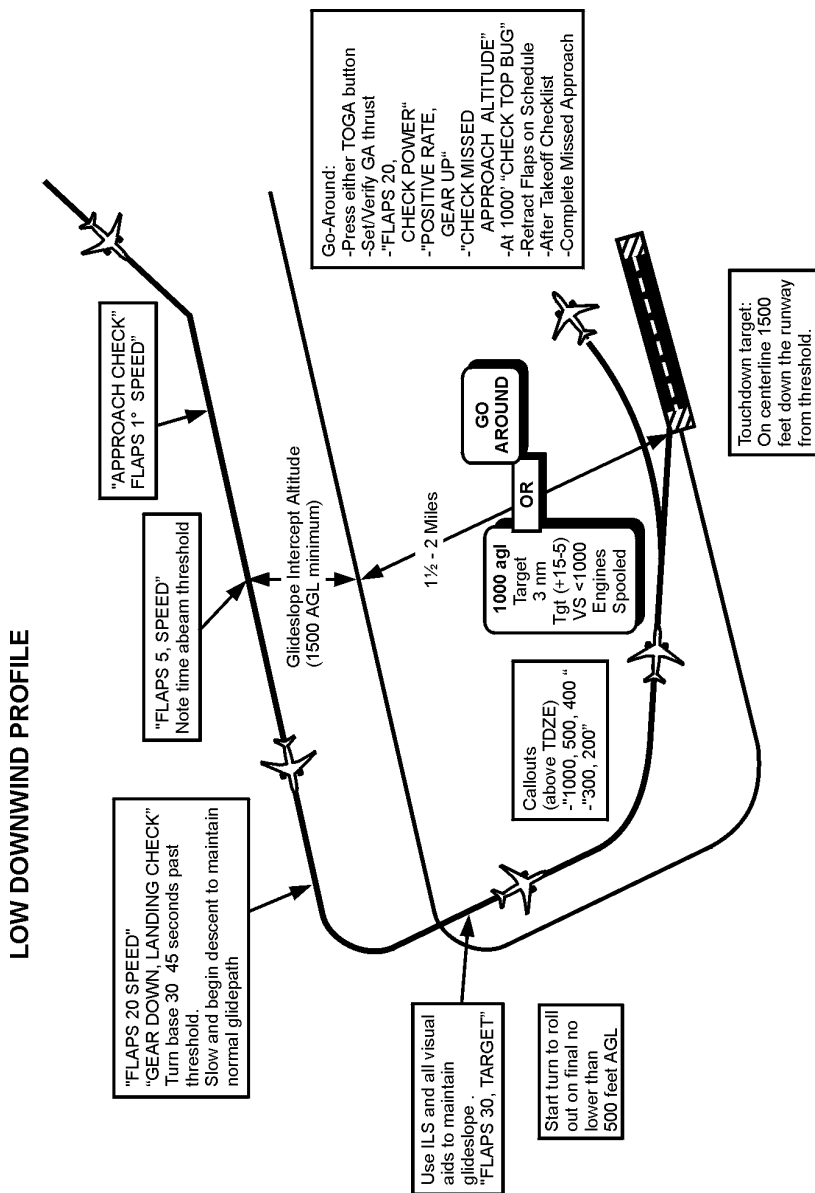 LOW DOWNWIND PROFILE
"APPROACH CHECK"
FLAPS 1° SPEED"
"FLAPS 5, SPEED"
Note time abeam threshold
"FLAPS 20 SPEED"
“GEAR DOWN, LANDING CHECK”
Turn base 30 45 seconds past
threshold.
Slow and begin descent to maintain
normal glidepath
Glideslope Intercept Altitude
(1500 AGL minimum)
1½ - 2 Miles
Use ILS and all visual
aids to maintain
glideslope .
"FLAPS 30, TARGET”
Start turn to roll
out on final no
lower than
500 feet AGL
Callouts
(above TDZE)
-"1000, 500, 400 “
-"300, 200”
1000 agl
Target
3 nm
Tgt (+15-5)
VS <1000
Engines
Spooled
OR
GO
AROUND
Go-Around:
-Press either TOGA button
-Set/Verify GA thrust
-"FLAPS 20,
CHECK POWER“
-"POSITIVE RATE,
GEAR UP“
-"CHECK MISSED
APPROACH ALTITUDE”
-At 1000’ “CHECK TOP BUG”
-Retract Flaps on Schedule
-After Takeoff Checklist
-Complete Missed Approach
Touchdown target:
On centerline 1500
feet down the runway
from threshold.